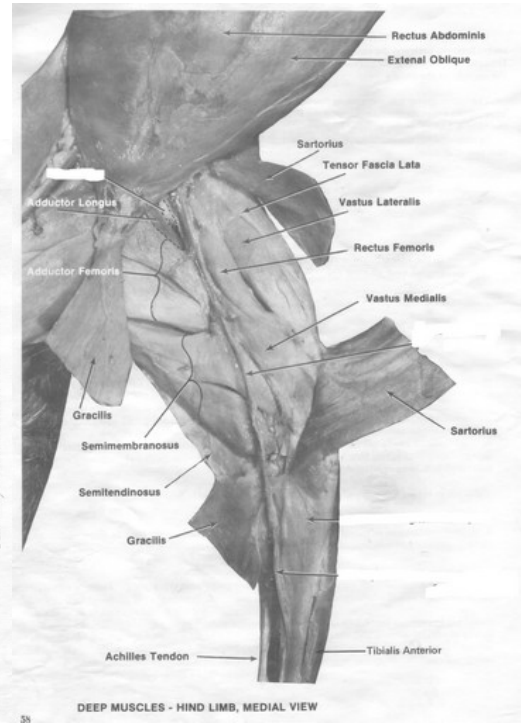 Rectus Abdominis
Extenal Oblique
Sartorius
Tensor Fascia Lata
Vastus Lateralis
Adductor Longus
Rectus Femoris
Adductor Femoris
Vastus Medialis
Gracilis
Sartorius
Semimembranosus
Semitendinosus
Gracilis
Achilles Tendon
Tibialis Anterior
DEEP MUSCLES - HIND LIMB, MEDIAL VIEW
58